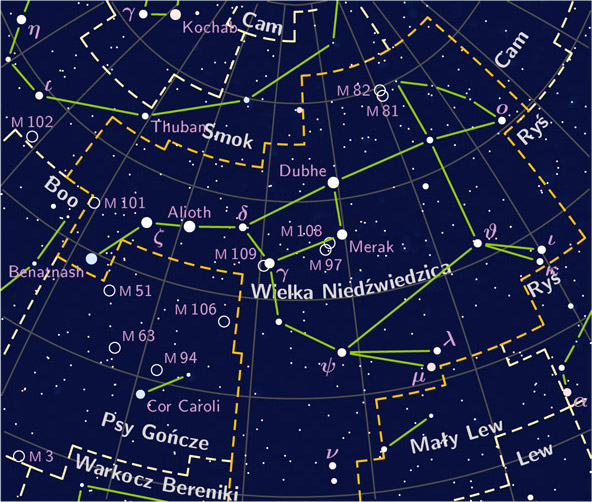 γ
Kochab
Cam
Cam
η
ι
M 82
M 81
ο
M 102
Thuban
Smok
Ryś
Dubhe
Boo
M 101
Alioth
δ
ζ
M 108
Merak
ϑ
ι
M 109
γ
M 97
κ
Benatnash
Wielka Niedźwiedzica
Ryś
M 51
M 106
M 63
M 94
ψ
λ
μ
Cor Caroli
α
Psy Gończe
Mały Lew
Lew
M 3
Warkocz Bereniki
ν